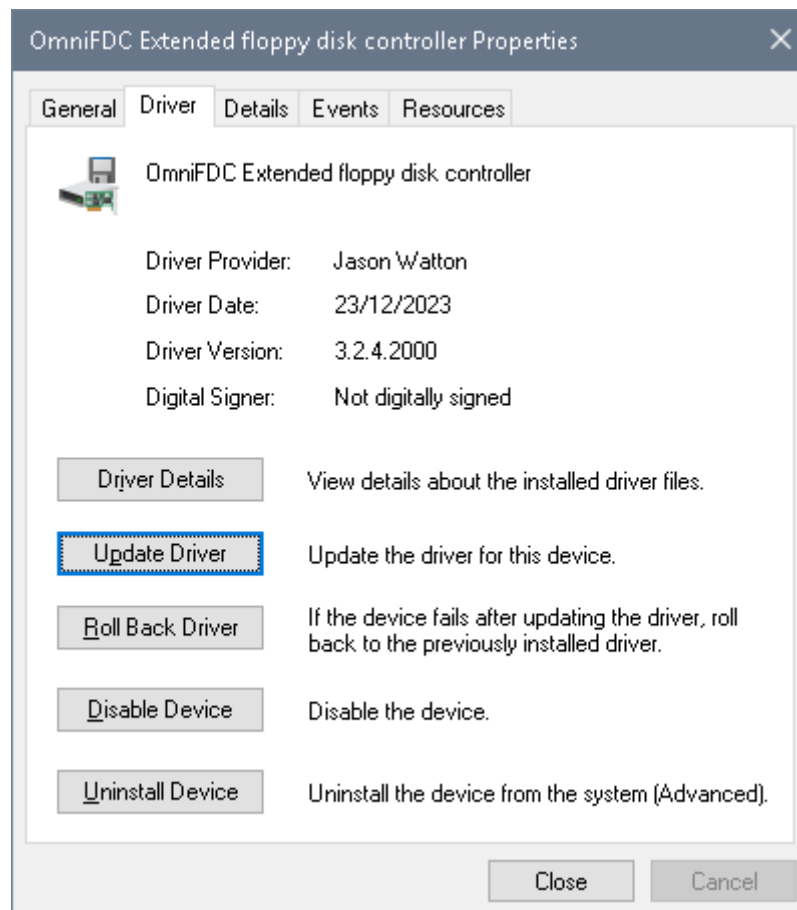 OmniFDC Extended floppy disk controller Properties
General Driver Details Events Resources
OmniFDC Extended floppy disk controller
Driver Provider: Jason Watton
Driver Date: 23/12/2023
Driver Version: 3.2.4.2000
Digital Signer: Not digitally signed
Driver Details View details about the installed driver files.
Update Driver Update the driver for this device.
Roll Back Driver If the device fails after updating the driver, roll
back to the previously installed driver.
Disable Device Disable the device.
Uninstall Device Uninstall the device from the system (Advanced).
Close Cancel